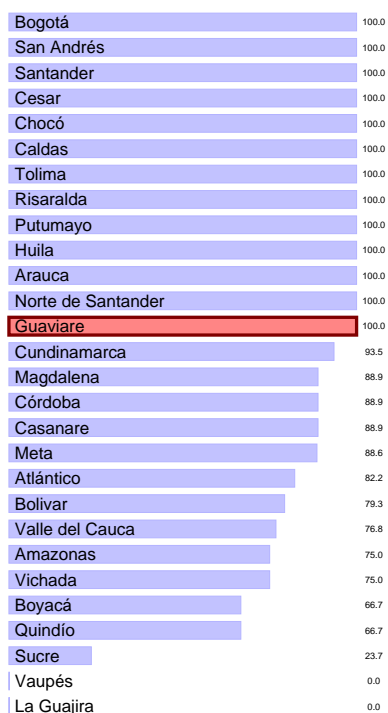 Bogotá 100.0
San Andrés 100.0
Santander 100.0
Cesar 100.0
Chocó 100.0
Caldas 100.0
Tolima 100.0
Risaralda 100.0
Putumayo 100.0
Huila 100.0
Arauca 100.0
Norte de Santander 100.0
Guaviare 100.0
Cundinamarca 93.5
Magdalena 88.9
Córdoba 88.9
Casanare 88.9
Meta 88.6
Atlántico 82.2
Bolivar 79.3
Valle del Cauca 76.8
Amazonas 75.0
Vichada 75.0
Boyacá 66.7
Quindío 66.7
Sucre 23.7
Vaupés 0.0
La Guajira 0.0